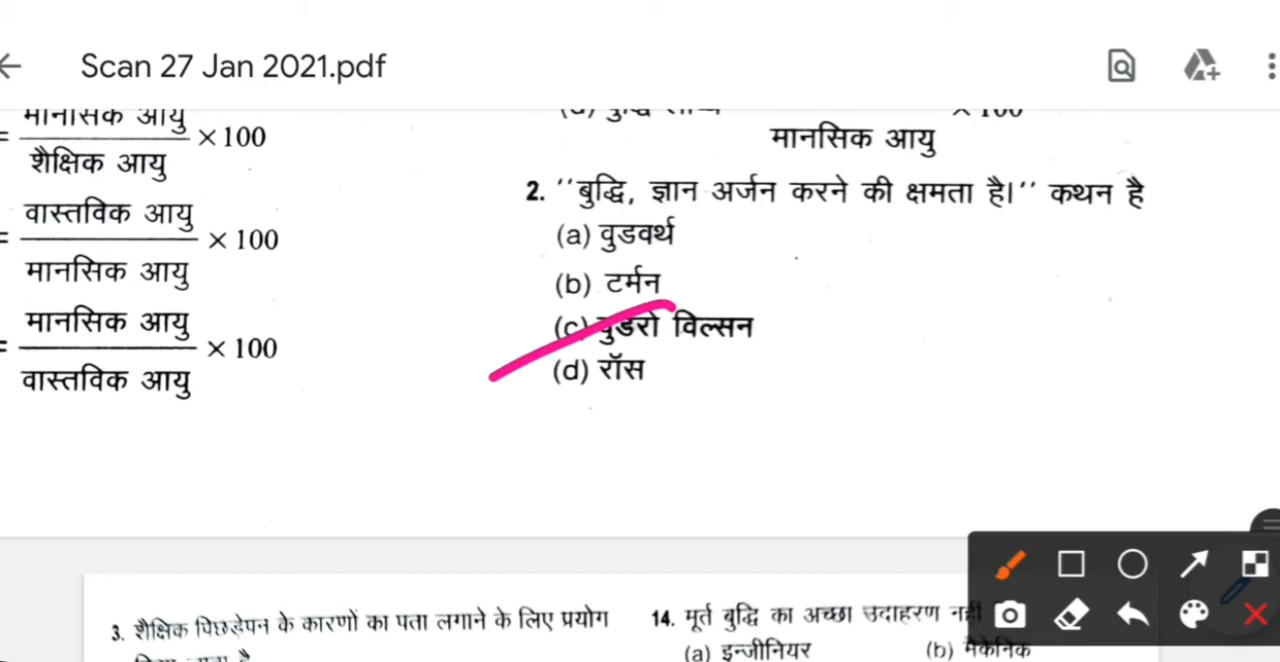 Scan 27 Jan 2021.pdf
= मानसिक आयु / शैक्षिक आयु × 100
= वास्तविक आयु / मानसिक आयु × 100
= मानसिक आयु / वास्तविक आयु × 100
× 100
मानसिक आयु
2. ''बुद्धि, ज्ञान अर्जन करने की क्षमता है।'' कथन है
(a) वुडवर्थ
(b) टर्मन
(c) वुडरो विल्सन
(d) रॉस
3. शैक्षिक पिछड़ेपन के कारणों का पता लगाने के लिए प्रयोग
14. मूर्त बुद्धि का अच्छा उदाहरण नहीं
(a) इन्जीनियर
(b) मैकेनिक